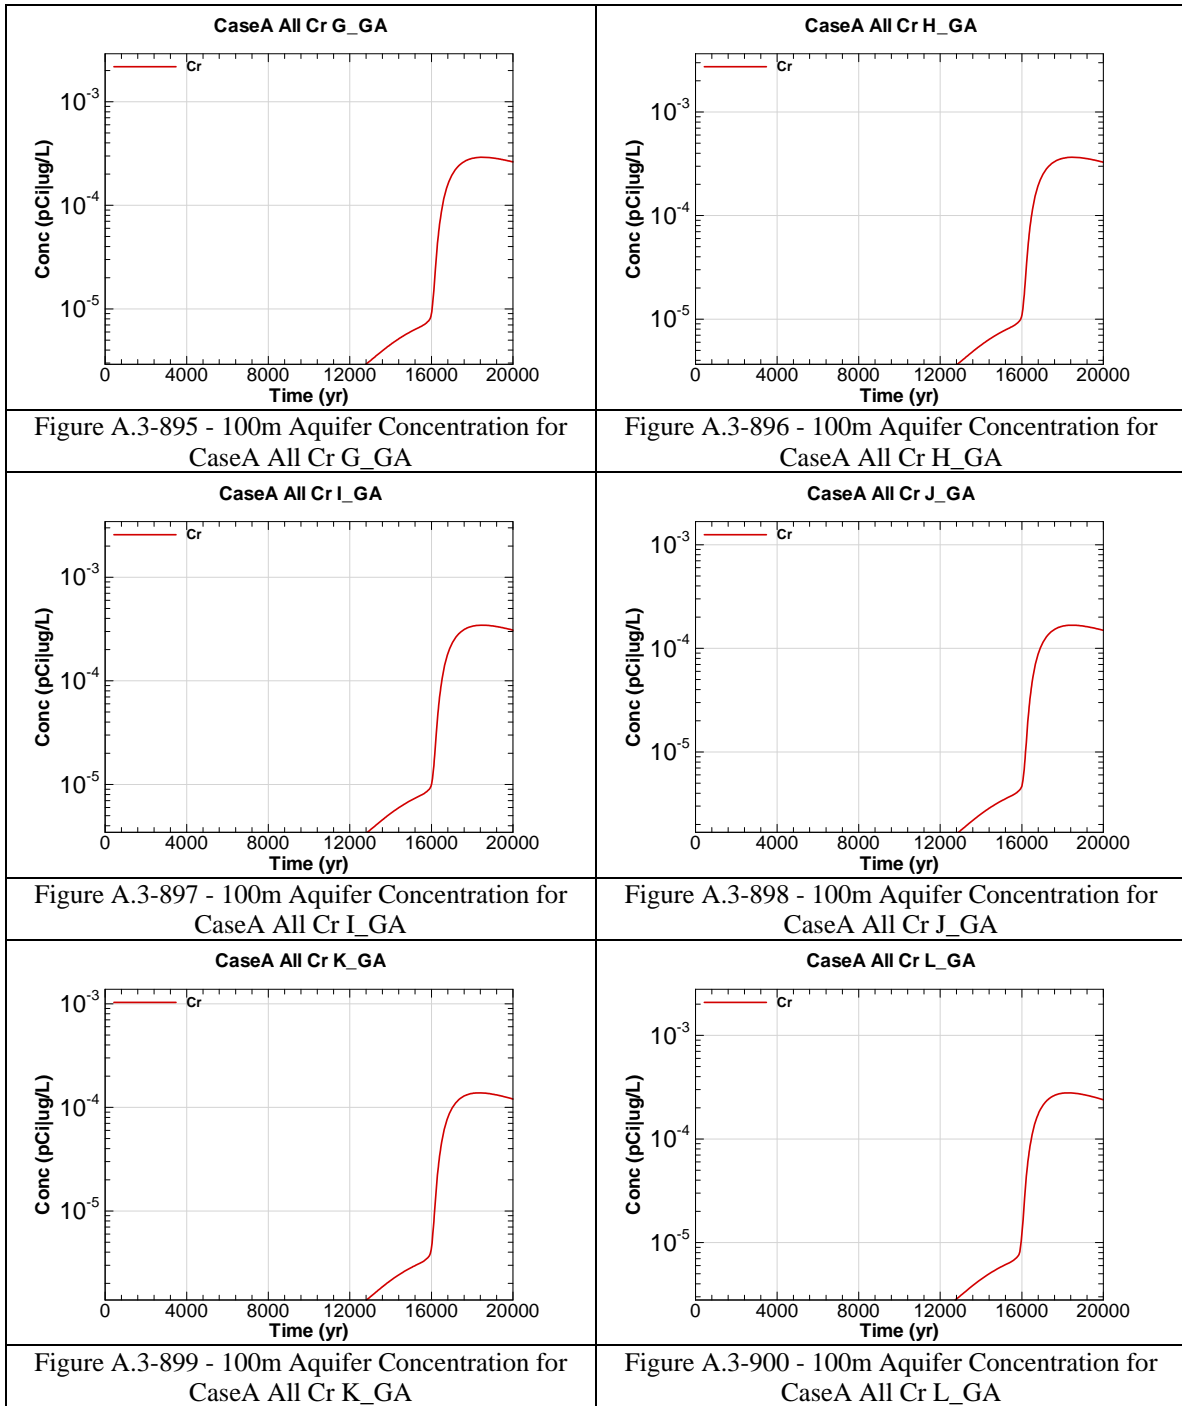 CaseA All Cr G_GA
Cr
10-3
10-4
10-5
Conc (pCi|ug/L)
0 4000 8000 12000 16000 20000
Time (yr)
Figure A.3-895 - 100m Aquifer Concentration for
CaseA All Cr G_GA
CaseA All Cr H_GA
Cr
10-3
10-4
10-5
Conc (pCi|ug/L)
0 4000 8000 12000 16000 20000
Time (yr)
Figure A.3-896 - 100m Aquifer Concentration for
CaseA All Cr H_GA
CaseA All Cr I_GA
Cr
10-3
10-4
10-5
Conc (pCi|ug/L)
0 4000 8000 12000 16000 20000
Time (yr)
Figure A.3-897 - 100m Aquifer Concentration for
CaseA All Cr I_GA
CaseA All Cr J_GA
Cr
10-3
10-4
10-5
Conc (pCi|ug/L)
0 4000 8000 12000 16000 20000
Time (yr)
Figure A.3-898 - 100m Aquifer Concentration for
CaseA All Cr J_GA
CaseA All Cr K_GA
Cr
10-3
10-4
10-5
Conc (pCi|ug/L)
0 4000 8000 12000 16000 20000
Time (yr)
Figure A.3-899 - 100m Aquifer Concentration for
CaseA All Cr K_GA
CaseA All Cr L_GA
Cr
10-3
10-4
10-5
Conc (pCi|ug/L)
0 4000 8000 12000 16000 20000
Time (yr)
Figure A.3-900 - 100m Aquifer Concentration for
CaseA All Cr L_GA